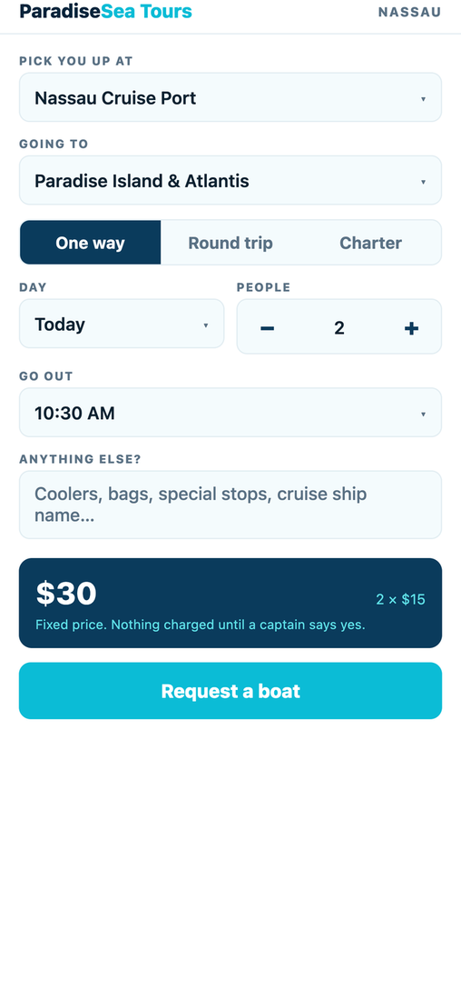 ParadiseSea Tours
NASSAU
PICK YOU UP AT
Nassau Cruise Port
GOING TO
Paradise Island & Atlantis
One way
Round trip
Charter
DAY
PEOPLE
Today
− 2 +
GO OUT
10:30 AM
ANYTHING ELSE?
Coolers, bags, special stops, cruise ship
name...
$30
2 × $15
Fixed price. Nothing charged until a captain says yes.
Request a boat